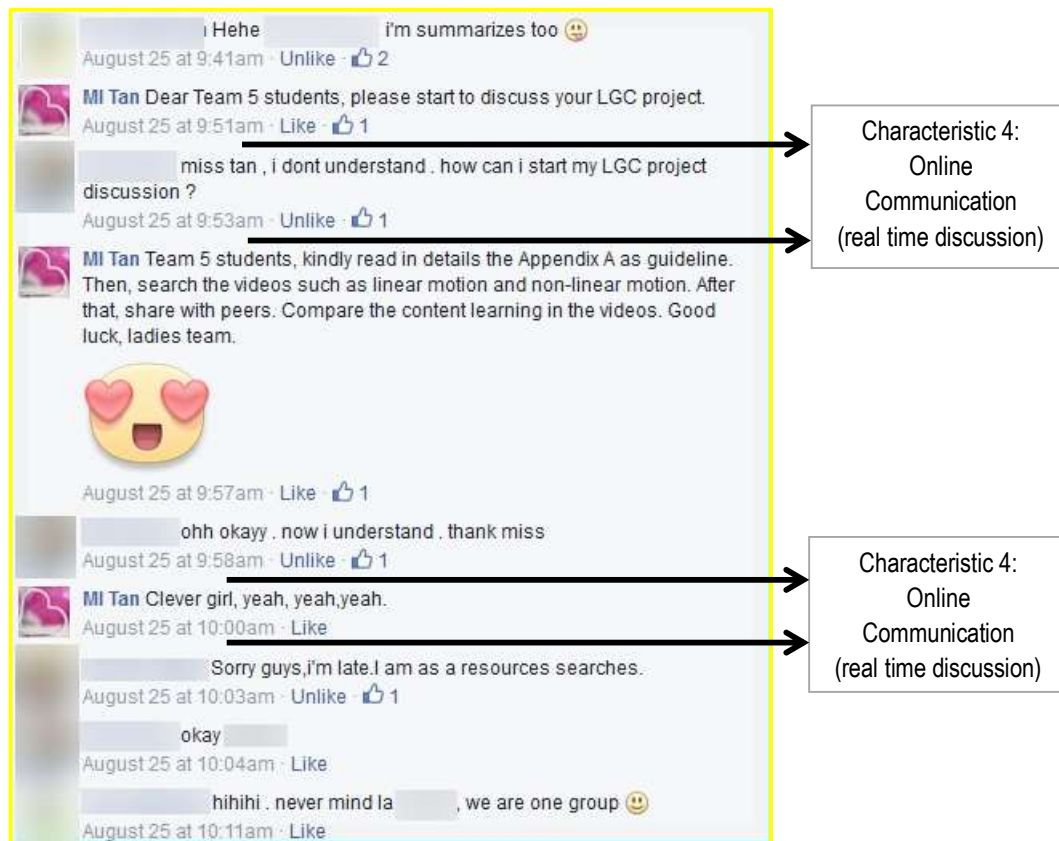 Hehe i'm summarizes too
August 25 at 9:41am · Unlike · 2
MI Tan Dear Team 5 students, please start to discuss your LGC project.
August 25 at 9:51am · Like · 1
miss tan , i dont understand . how can i start my LGC project
discussion ?
August 25 at 9:53am · Unlike · 1
MI Tan Team 5 students, kindly read in details the Appendix A as guideline.
Then, search the videos such as linear motion and non-linear motion. After
that, share with peers. Compare the content learning in the videos. Good
luck, ladies team.
August 25 at 9:57am · Like · 1
ohh okayy . now i understand . thank miss
August 25 at 9:58am · Unlike · 1
MI Tan Clever girl, yeah, yeah,yeah.
August 25 at 10:00am · Like
Sorry guys,i'm late.I am as a resources searches.
August 25 at 10:03am · Unlike · 1
okay
August 25 at 10:04am · Like
hihihi . never mind la , we are one group
August 25 at 10:11am · Like
Characteristic 4:
Online
Communication
(real time discussion)
Characteristic 4:
Online
Communication
(real time discussion)